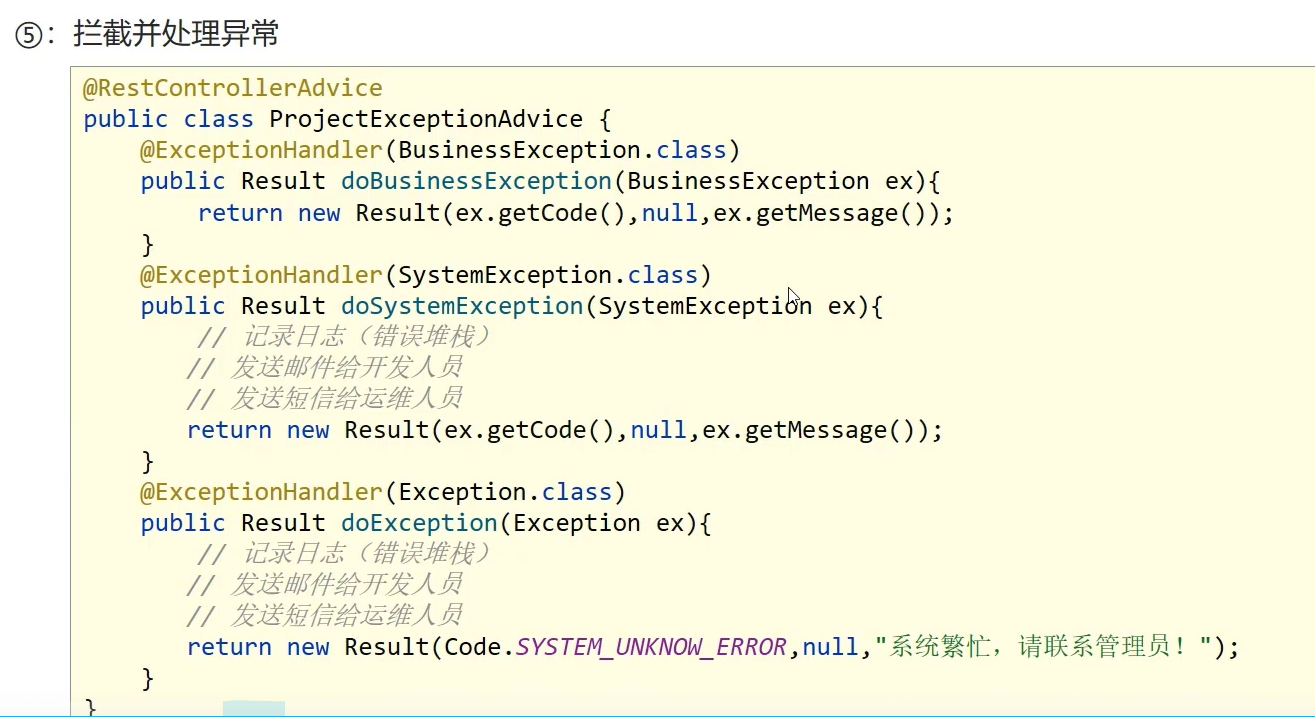 ⑤：拦截并处理异常
@RestControllerAdvice
public class ProjectExceptionAdvice {
    @ExceptionHandler(BusinessException.class)
    public Result doBusinessException(BusinessException ex){
        return new Result(ex.getCode(),null,ex.getMessage());
    }
    @ExceptionHandler(SystemException.class)
    public Result doSystemException(SystemException ex){
        // 记录日志（错误堆栈）
        // 发送邮件给开发人员
        // 发送短信给运维人员
        return new Result(ex.getCode(),null,ex.getMessage());
    }
    @ExceptionHandler(Exception.class)
    public Result doException(Exception ex){
        // 记录日志（错误堆栈）
        // 发送邮件给开发人员
        // 发送短信给运维人员
        return new Result(Code.SYSTEM_UNKNOW_ERROR,null,"系统繁忙，请联系管理员！");
    }
}